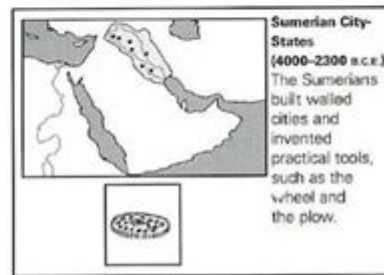 Sumerian City-
States
(4000–2300 B.C.E.)
The Sumerians
built walled
cities and
invented
practical tools,
such as the
wheel and
the plow.